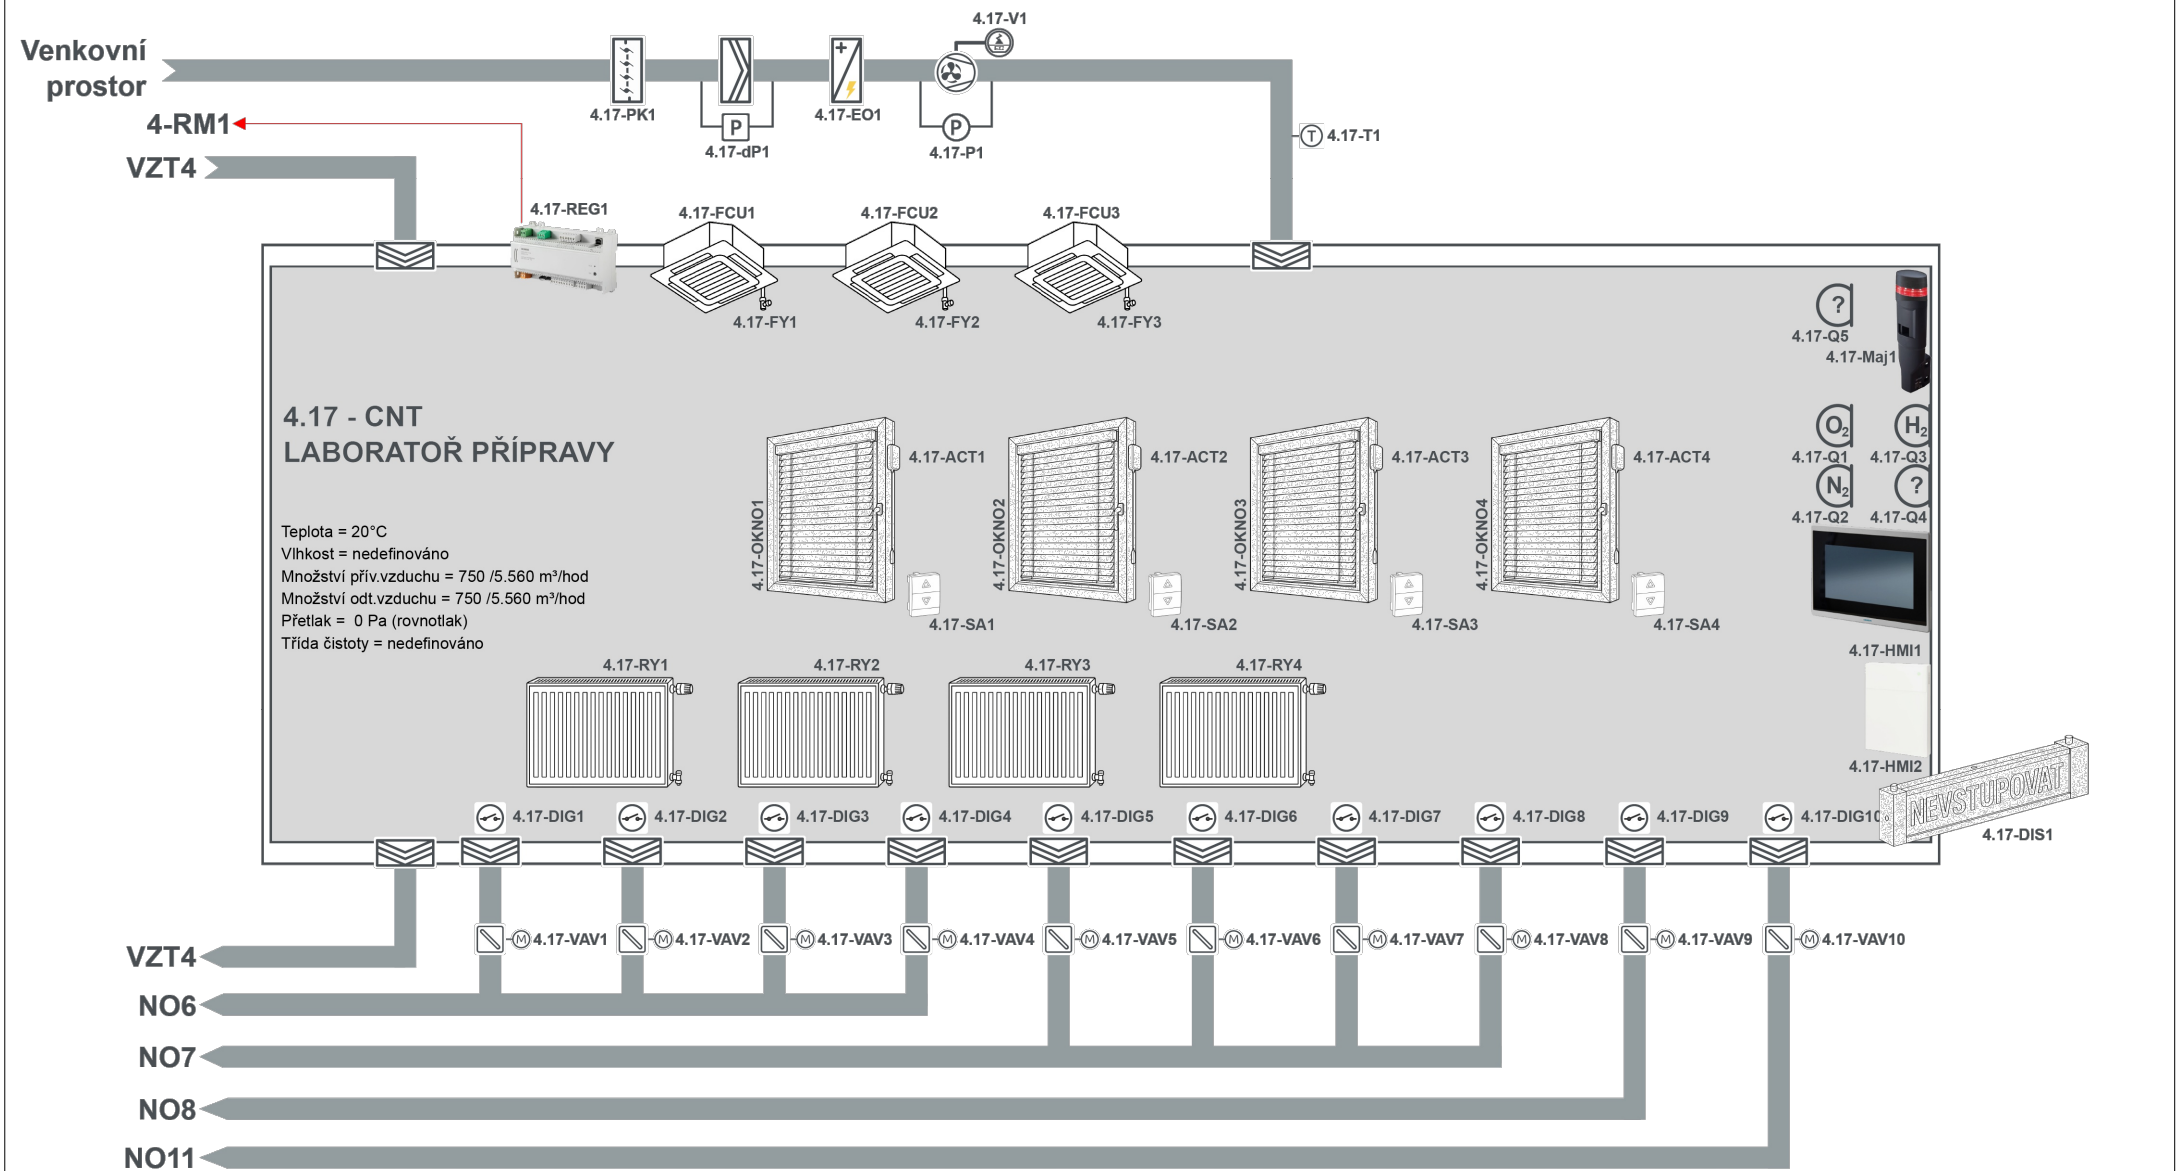 4.17-V1
Venkovní
prostor
4.17-PK1
P
4.17-dP1
4.17-EO1
P
4.17-P1
T 4.17-T1
4-RM1
VZT4
4.17-REG1
4.17-FCU1
4.17-FCU2
4.17-FCU3
4.17-FY1
4.17-FY2
4.17-FY3
?
4.17-Q5
4.17-Maj1
4.17 - CNT
LABORATOŘ PŘÍPRAVY
O2
4.17-Q1
H2
4.17-Q3
N2
4.17-Q2
?
4.17-Q4
4.17-OKNO1
4.17-ACT1
4.17-SA1
4.17-OKNO2
4.17-ACT2
4.17-SA2
4.17-OKNO3
4.17-ACT3
4.17-SA3
4.17-OKNO4
4.17-ACT4
4.17-SA4
Teplota = 20°C
Vlhkost = nedefinováno
Množství přív.vzduchu = 750 /5.560 m³/hod
Množství odt.vzduchu = 750 /5.560 m³/hod
Přetlak = 0 Pa (rovnotlak)
Třída čistoty = nedefinováno
4.17-HMI1
4.17-RY1
4.17-RY2
4.17-RY3
4.17-RY4
4.17-HMI2
NEVSTUPOVAT
4.17-DIS1
4.17-DIG1
4.17-DIG2
4.17-DIG3
4.17-DIG4
4.17-DIG5
4.17-DIG6
4.17-DIG7
4.17-DIG8
4.17-DIG9
4.17-DIG10
M 4.17-VAV1
M 4.17-VAV2
M 4.17-VAV3
M 4.17-VAV4
M 4.17-VAV5
M 4.17-VAV6
M 4.17-VAV7
M 4.17-VAV8
M 4.17-VAV9
M 4.17-VAV10
VZT4
NO6
NO7
NO8
NO11